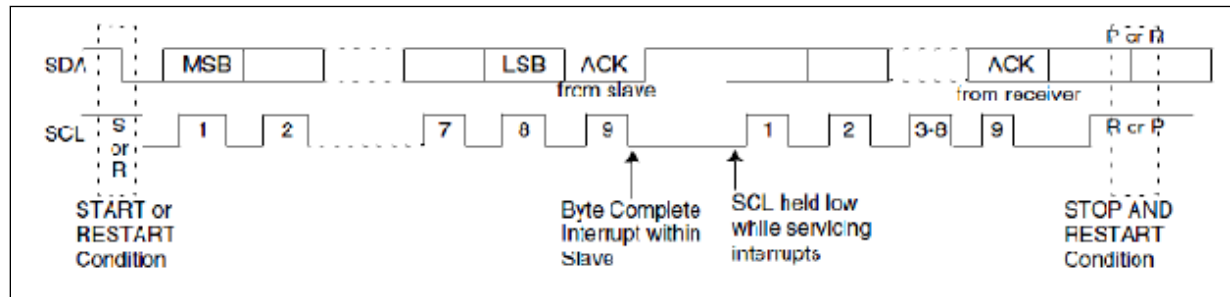 P or R
SDA MSB LSB ACK ACK
from slave from receiver
SCL S or R 1 2 7 8 9 1 2 3-8 9 R or P
START or
RESTART
Condition
Byte Complete
Interrupt within
Slave
SCL held low
while servicing
interrupts
STOP AND
RESTART
Condition